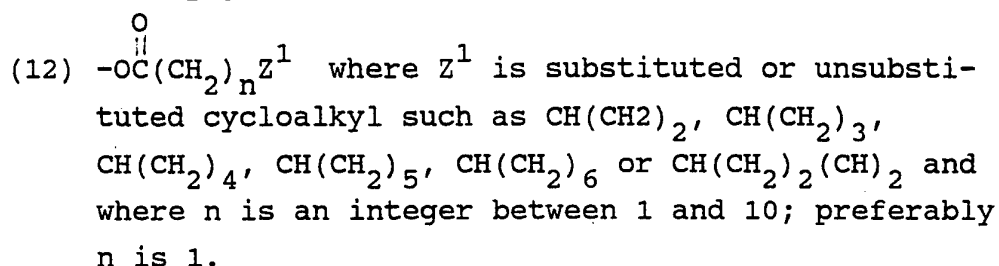 O
||
(12) -OC(CH2)nZ1 where Z1 is substituted or unsubsti-
tuted cycloalkyl such as CH(CH2)2, CH(CH2)3,
CH(CH2)4, CH(CH2)5, CH(CH2)6 or CH(CH2)2(CH)2 and
where n is an integer between 1 and 10; preferably
n is 1.